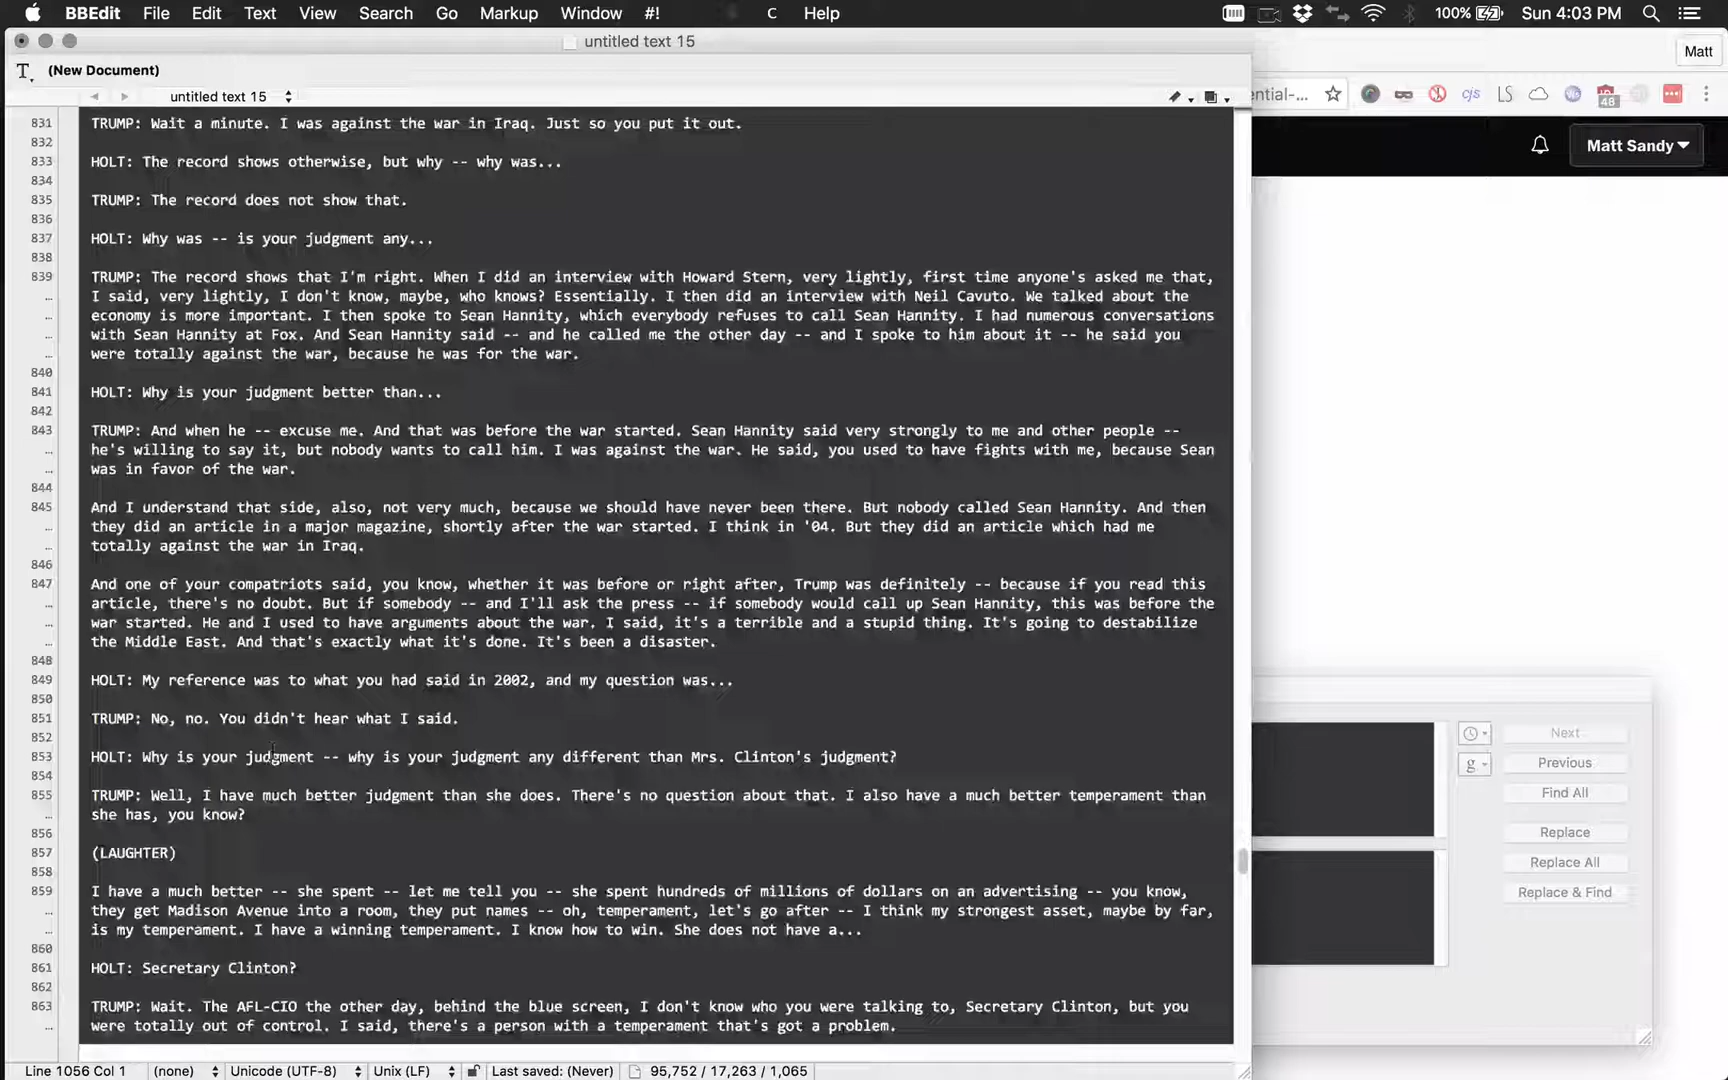 BBEdit File Edit Text View Search Go Markup Window #! C Help 100% Sun 4:03 PM
untitled text 15
Matt
(New Document)
untitled text 15
ential-...
cjs LS 48
Matt Sandy
831 TRUMP: Wait a minute. I was against the war in Iraq. Just so you put it out.
832
833 HOLT: The record shows otherwise, but why -- why was...
834
835 TRUMP: The record does not show that.
836
837 HOLT: Why was -- is your judgment any...
838
839 TRUMP: The record shows that I'm right. When I did an interview with Howard Stern, very lightly, first time anyone's asked me that,
I said, very lightly, I don't know, maybe, who knows? Essentially. I then did an interview with Neil Cavuto. We talked about the
economy is more important. I then spoke to Sean Hannity, which everybody refuses to call Sean Hannity. I had numerous conversations
with Sean Hannity at Fox. And Sean Hannity said -- and he called me the other day -- and I spoke to him about it -- he said you
were totally against the war, because he was for the war.
840
841 HOLT: Why is your judgment better than...
842
843 TRUMP: And when he -- excuse me. And that was before the war started. Sean Hannity said very strongly to me and other people --
he's willing to say it, but nobody wants to call him. I was against the war. He said, you used to have fights with me, because Sean
was in favor of the war.
844
845 And I understand that side, also, not very much, because we should have never been there. But nobody called Sean Hannity. And then
they did an article in a major magazine, shortly after the war started. I think in '04. But they did an article which had me
totally against the war in Iraq.
846
847 And one of your compatriots said, you know, whether it was before or right after, Trump was definitely -- because if you read this
article, there's no doubt. But if somebody -- and I'll ask the press -- if somebody would call up Sean Hannity, this was before the
war started. He and I used to have arguments about the war. I said, it's a terrible and a stupid thing. It's going to destabilize
the Middle East. And that's exactly what it's done. It's been a disaster.
848
849 HOLT: My reference was to what you had said in 2002, and my question was...
850
851 TRUMP: No, no. You didn't hear what I said.
852
853 HOLT: Why is your judgment -- why is your judgment any different than Mrs. Clinton's judgment?
854
855 TRUMP: Well, I have much better judgment than she does. There's no question about that. I also have a much better temperament than
she has, you know?
856
857 (LAUGHTER)
858
859 I have a much better -- she spent -- let me tell you -- she spent hundreds of millions of dollars on an advertising -- you know,
they get Madison Avenue into a room, they put names -- oh, temperament, let's go after -- I think my strongest asset, maybe by far,
is my temperament. I have a winning temperament. I know how to win. She does not have a...
860
861 HOLT: Secretary Clinton?
862
863 TRUMP: Wait. The AFL-CIO the other day, behind the blue screen, I don't know who you were talking to, Secretary Clinton, but you
were totally out of control. I said, there's a person with a temperament that's got a problem.
Next
g Previous
Find All
Replace
Replace All
Replace & Find
Line 1056 Col 1 (none) Unicode (UTF-8) Unix (LF) Last saved: (Never) 95,752 / 17,263 / 1,065